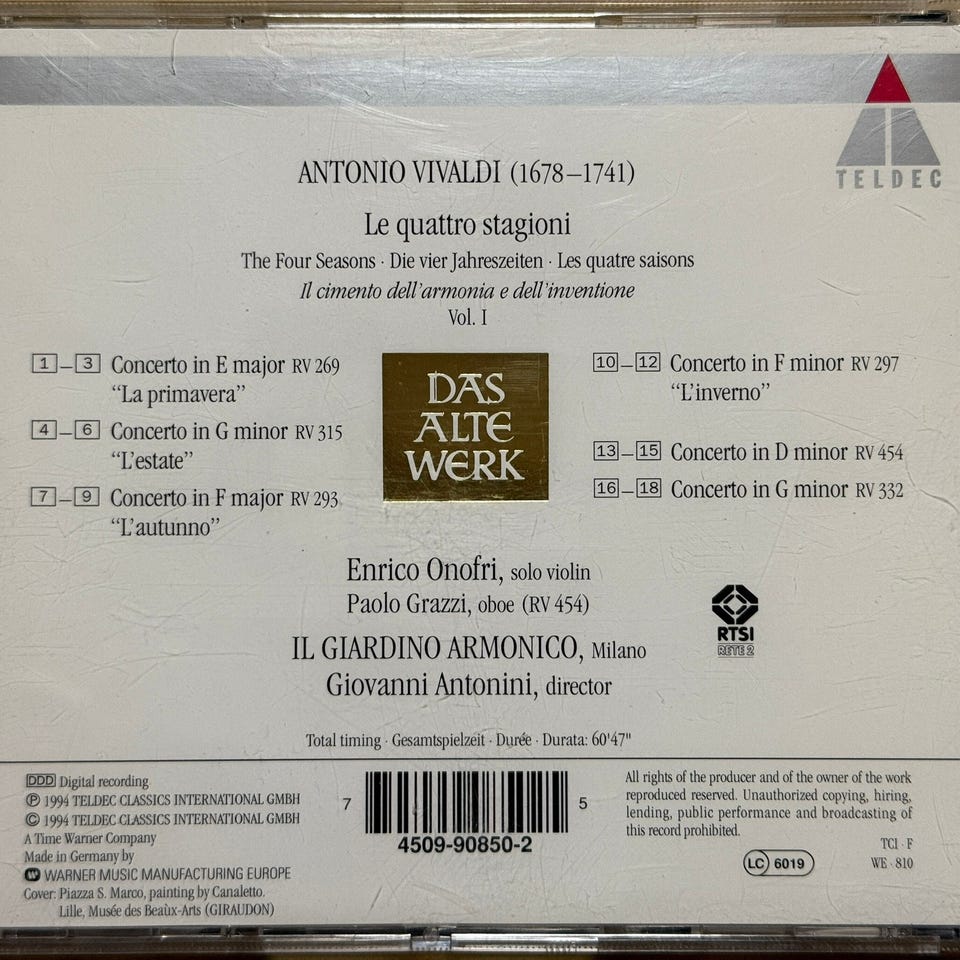 TELDEC
ANTONIO VIVALDI (1678–1741)
Le quattro stagioni
The Four Seasons · Die vier Jahreszeiten · Les quatre saisons
Il cimento dell'armonia e dell'inventione
Vol. I
1–3 Concerto in E major RV 269
“La primavera”
4–6 Concerto in G minor RV 315
“L'estate”
7–9 Concerto in F major RV 293
“L'autunno”
DAS
ALTE
WERK
10–12 Concerto in F minor RV 297
“L'inverno”
13–15 Concerto in D minor RV 454
16–18 Concerto in G minor RV 332
Enrico Onofri, solo violin
Paolo Grazzi, oboe (RV 454)
IL GIARDINO ARMONICO, Milano
Giovanni Antonini, director
RTSI
RETE 2
Total timing · Gesamtspielzeit · Durée · Durata: 60'47"
DDD Digital recording
℗ 1994 TELDEC CLASSICS INTERNATIONAL GMBH
© 1994 TELDEC CLASSICS INTERNATIONAL GMBH
A Time Warner Company
Made in Germany by
WARNER MUSIC MANUFACTURING EUROPE
Cover: Piazza S. Marco, painting by Canaletto.
Lille, Musée des Beaux-Arts (GIRAUDON)
7 5
4509-90850-2
All rights of the producer and of the owner of the work
reproduced reserved. Unauthorized copying, hiring,
lending, public performance and broadcasting of
this record prohibited.
TCI · F
LC 6019
WE · 810